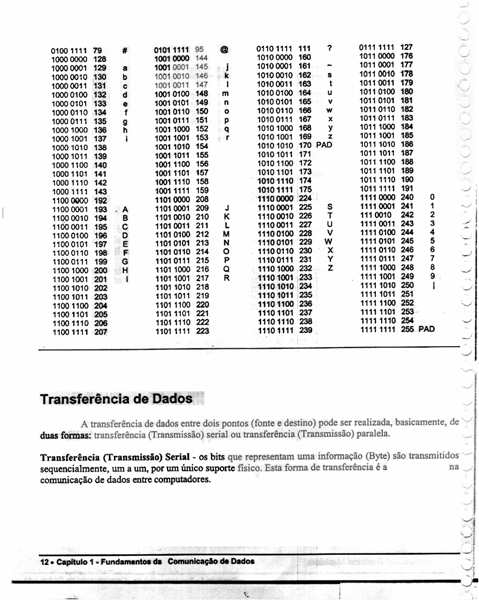 0100 1111 79 # 0101 1111 95 @ 0110 1111 111 ? 0111 1111 127
1000 0000 128 1001 0000 144 1010 0000 160 1011 0000 176
1000 0001 129 a 1001 0001 145 j 1010 0001 161 ~ 1011 0001 177
1000 0010 130 b 1001 0010 146 k 1010 0010 162 s 1011 0010 178
1000 0011 131 c 1001 0011 147 l 1010 0011 163 t 1011 0011 179
1000 0100 132 d 1001 0100 148 m 1010 0100 164 u 1011 0100 180
1000 0101 133 e 1001 0101 149 n 1010 0101 165 v 1011 0101 181
1000 0110 134 f 1001 0110 150 o 1010 0110 166 w 1011 0110 182
1000 0111 135 g 1001 0111 151 p 1010 0111 167 x 1011 0111 183
1000 1000 136 h 1001 1000 152 q 1010 1000 168 y 1011 1000 184
1000 1001 137 i 1001 1001 153 r 1010 1001 169 z 1011 1001 185
1000 1010 138 1001 1010 154 1010 1010 170 PAD 1011 1010 186
1000 1011 139 1001 1011 155 1010 1011 171 1011 1011 187
1000 1100 140 1001 1100 156 1010 1100 172 1011 1100 188
1000 1101 141 1001 1101 157 1010 1101 173 1011 1101 189
1000 1110 142 1001 1110 158 1010 1110 174 1011 1110 190
1000 1111 143 1001 1111 159 1010 1111 175 1011 1111 191
1100 0000 192 1101 0000 208 1110 0000 224 1111 0000 240 0
1100 0001 193 A 1101 0001 209 J 1110 0001 225 S 1111 0001 241 1
1100 0010 194 B 1101 0010 210 K 1110 0010 226 T 111 0010 242 2
1100 0011 195 C 1101 0011 211 L 1110 0011 227 U 1111 0011 243 3
1100 0100 196 D 1101 0100 212 M 1110 0100 228 V 1111 0100 244 4
1100 0101 197 E 1101 0101 213 N 1110 0101 229 W 1111 0101 245 5
1100 0110 198 F 1101 0110 214 O 1110 0110 230 X 1111 0110 246 6
1100 0111 199 G 1101 0111 215 P 1110 0111 231 Y 1111 0111 247 7
1100 1000 200 H 1101 1000 216 Q 1110 1000 232 Z 1111 1000 248 8
1100 1001 201 I 1101 1001 217 R 1110 1001 233 1111 1001 249 9
1100 1010 202 1101 1010 218 1110 1010 234 1111 1010 250 |
1100 1011 203 1101 1011 219 1110 1011 235 1111 1011 251
1100 1100 204 1101 1100 220 1110 1100 236 1111 1100 252
1100 1101 205 1101 1101 221 1110 1101 237 1111 1101 253
1100 1110 206 1101 1110 222 1110 1110 238 1111 1110 254
1100 1111 207 1101 1111 223 1110 1111 239 1111 1111 255 PAD
Transferência de Dados
A transferência de dados entre dois pontos (fonte e destino) pode ser realizada, basicamente, de
duas formas: transferência (Transmissão) serial ou transferência (Transmissão) paralela.
Transferência (Transmissão) Serial - os bits que representam uma informação (Byte) são transmitidos
sequencialmente, um a um, por um único suporte físico. Esta forma de transferência é a na
comunicação de dados entre computadores.
12 • Capitulo 1 - Fundamentos da Comunicação de Dados